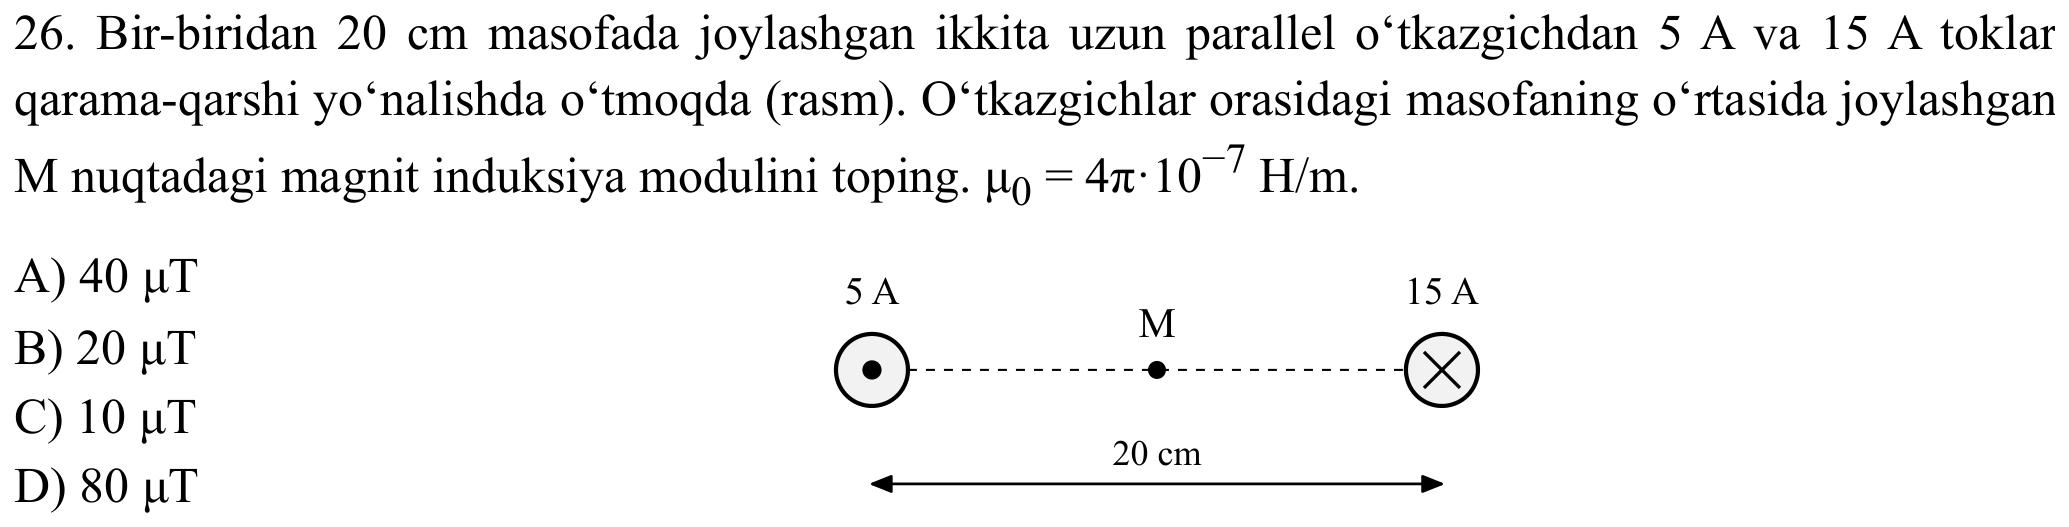 26. Bir-biridan 20 cm masofada joylashgan ikkita uzun parallel o‘tkazgichdan 5 A va 15 A toklar
qarama-qarshi yo‘nalishda o‘tmoqda (rasm). O‘tkazgichlar orasidagi masofaning o‘rtasida joylashgan
M nuqtadagi magnit induksiya modulini toping. μ₀ = 4π·10⁻⁷ H/m.
A) 40 μT
B) 20 μT
C) 10 μT
D) 80 μT
5 A
15 A
M
20 cm